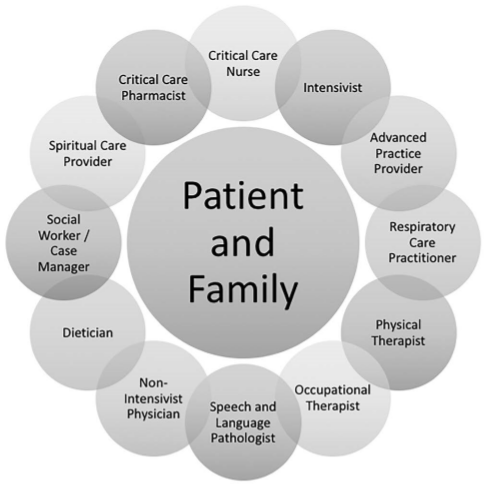 Critical Care
Nurse
Intensivist
Advanced
Practice
Provider
Respiratory
Care
Practitioner
Physical
Therapist
Occupational
Therapist
Speech and
Language
Pathologist
Non-
Intensivist
Physician
Dietician
Social
Worker /
Case
Manager
Spiritual Care
Provider
Critical Care
Pharmacist
Patient
and
Family